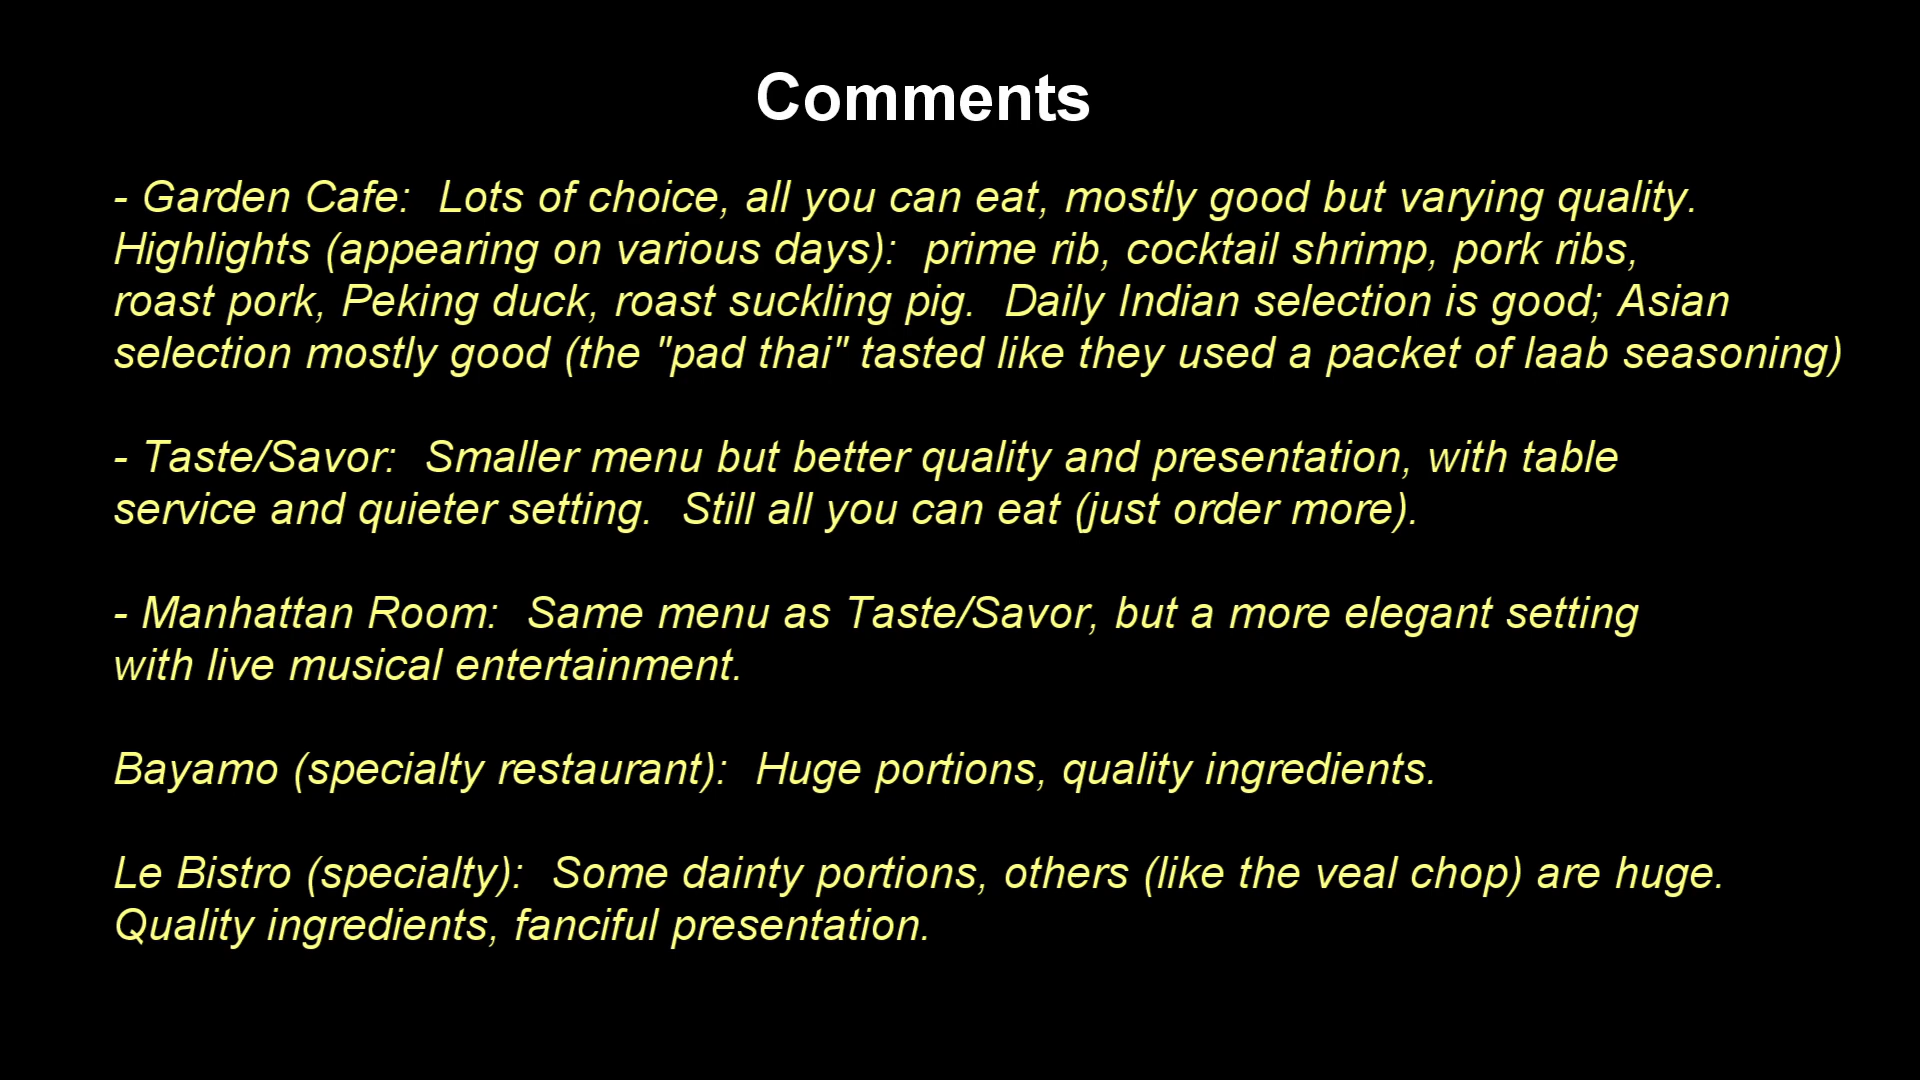 Comments
- Garden Cafe:  Lots of choice, all you can eat, mostly good but varying quality.
Highlights (appearing on various days):  prime rib, cocktail shrimp, pork ribs,
roast pork, Peking duck, roast suckling pig.  Daily Indian selection is good; Asian
selection mostly good (the "pad thai" tasted like they used a packet of laab seasoning)
- Taste/Savor:  Smaller menu but better quality and presentation, with table
service and quieter setting.  Still all you can eat (just order more).
- Manhattan Room:  Same menu as Taste/Savor, but a more elegant setting
with live musical entertainment.
Bayamo (specialty restaurant):  Huge portions, quality ingredients.
Le Bistro (specialty):  Some dainty portions, others (like the veal chop) are huge.
Quality ingredients, fanciful presentation.